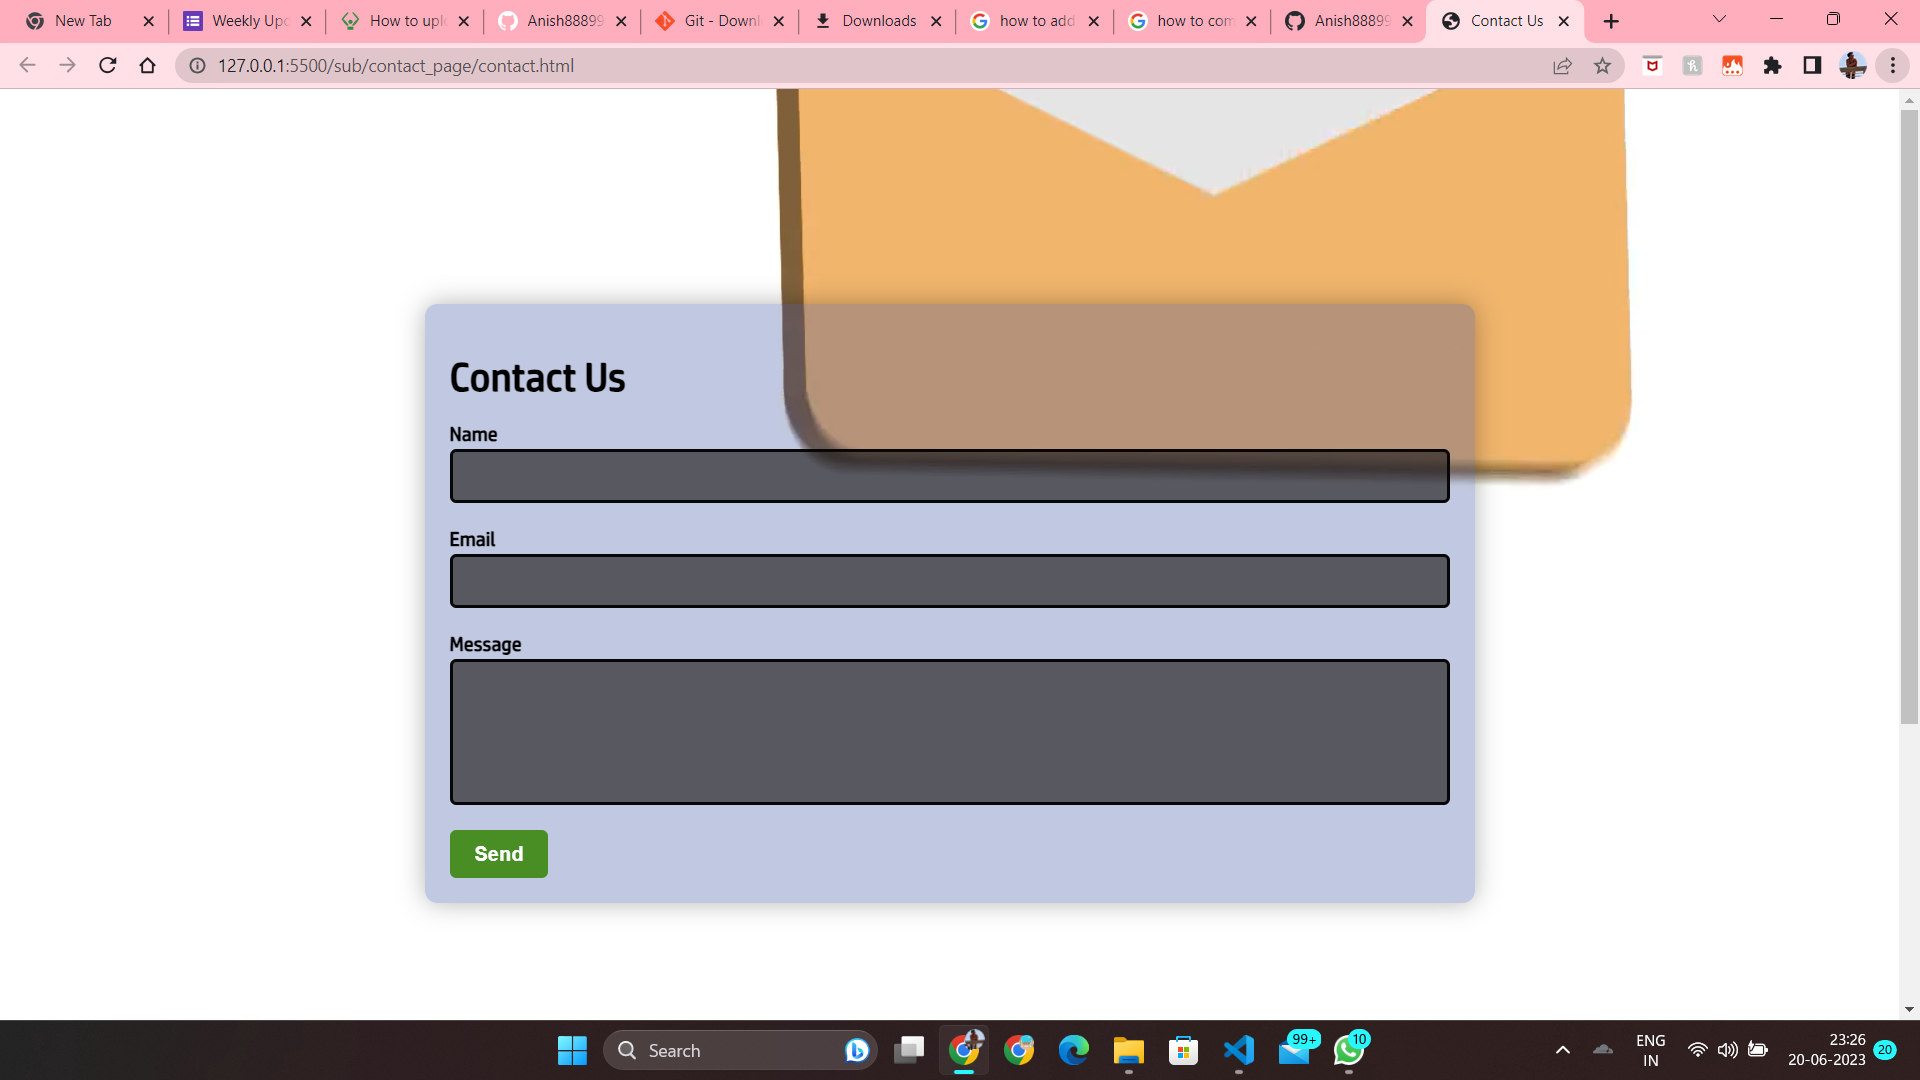 New Tab
Weekly Upd
How to uplo
Anish88899
Git - Downl
Downloads
how to add
how to com
Anish88899
Contact Us
127.0.0.1:5500/sub/contact_page/contact.html
Contact Us
Name
Email
Message
Send
Search
99+
10
ENG
IN
23:26
20-06-2023
20